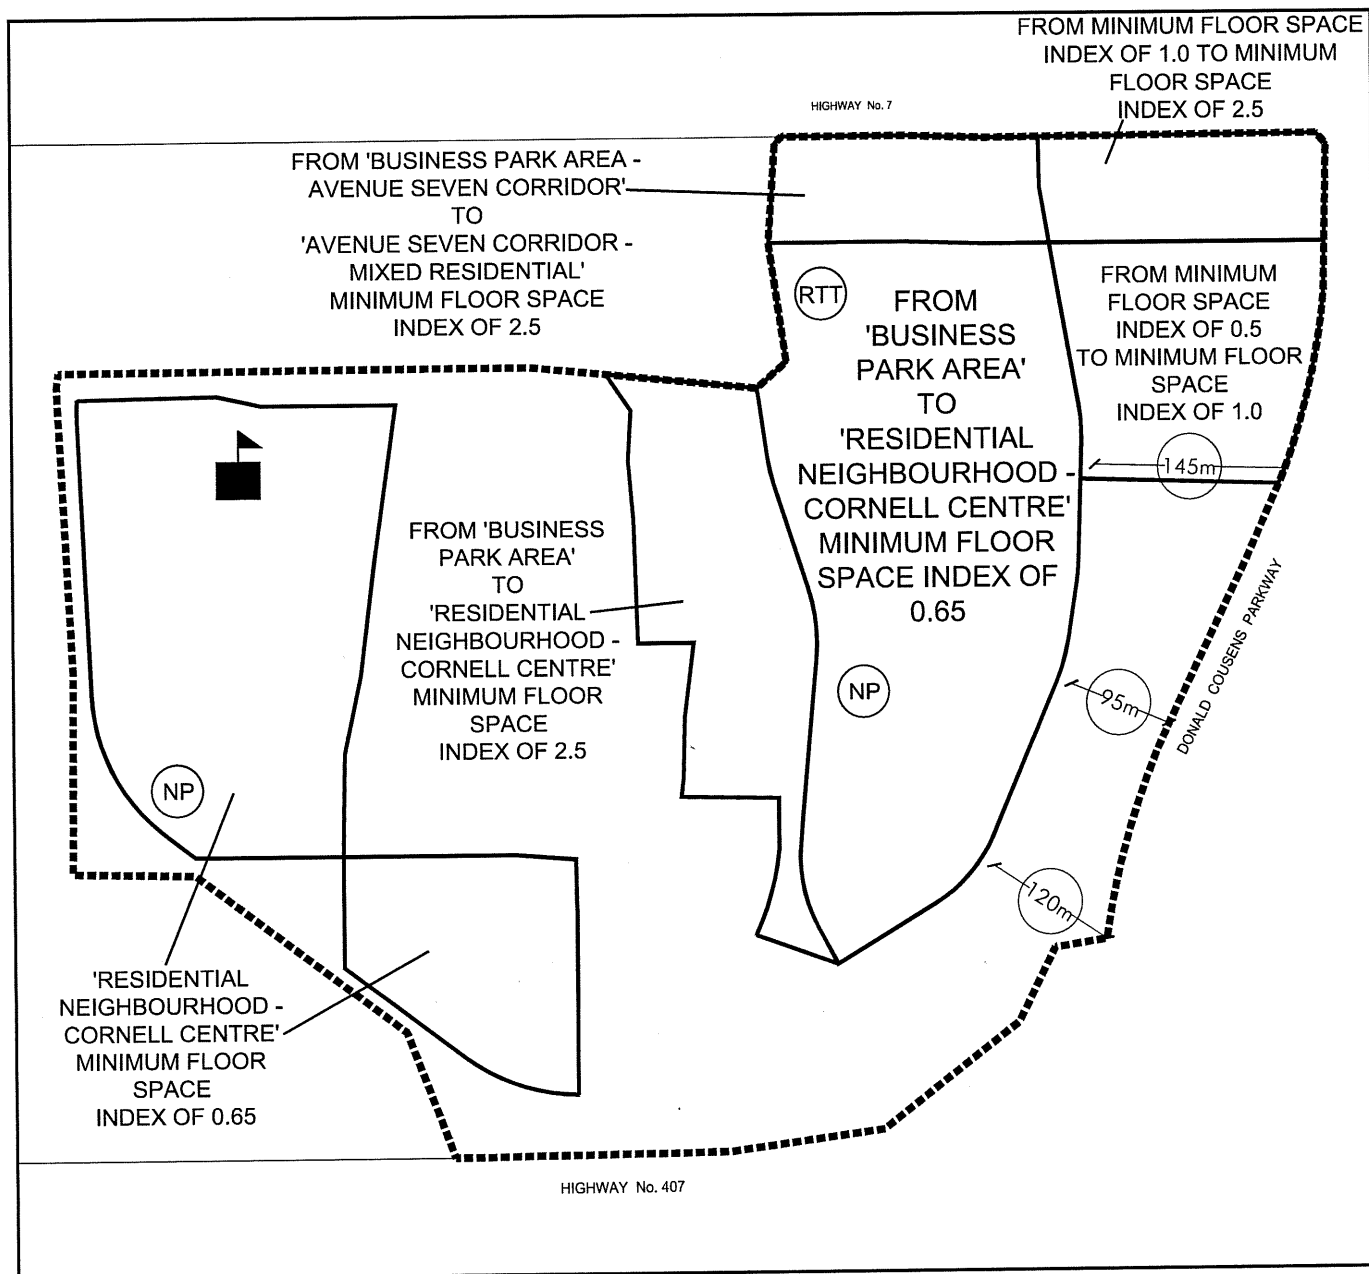 FROM MINIMUM FLOOR SPACE
INDEX OF 1.0 TO MINIMUM
FLOOR SPACE
INDEX OF 2.5
HIGHWAY No. 7
FROM 'BUSINESS PARK AREA -
AVENUE SEVEN CORRIDOR'
TO
'AVENUE SEVEN CORRIDOR -
MIXED RESIDENTIAL'
MINIMUM FLOOR SPACE
INDEX OF 2.5
RTT
FROM
'BUSINESS
PARK AREA'
TO
'RESIDENTIAL
NEIGHBOURHOOD -
CORNELL CENTRE'
MINIMUM FLOOR
SPACE INDEX OF
0.65
FROM MINIMUM
FLOOR SPACE
INDEX OF 0.5
TO MINIMUM FLOOR
SPACE
INDEX OF 1.0
145m
FROM 'BUSINESS
PARK AREA'
TO
'RESIDENTIAL
NEIGHBOURHOOD -
CORNELL CENTRE'
MINIMUM FLOOR
SPACE
INDEX OF 2.5
NP
95m
DONALD COUSENS PARKWAY
NP
120m
'RESIDENTIAL
NEIGHBOURHOOD -
CORNELL CENTRE'
MINIMUM FLOOR
SPACE
INDEX OF 0.65
HIGHWAY No. 407